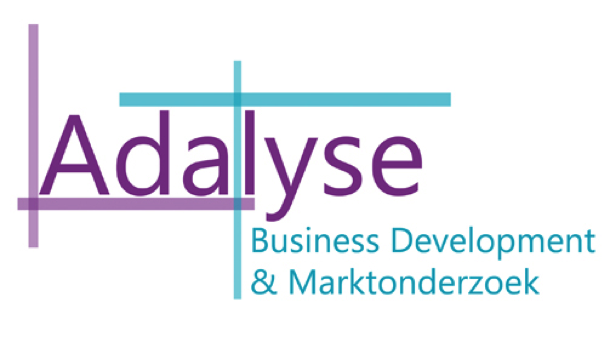 Adalyse
Business Development
& Marktonderzoek